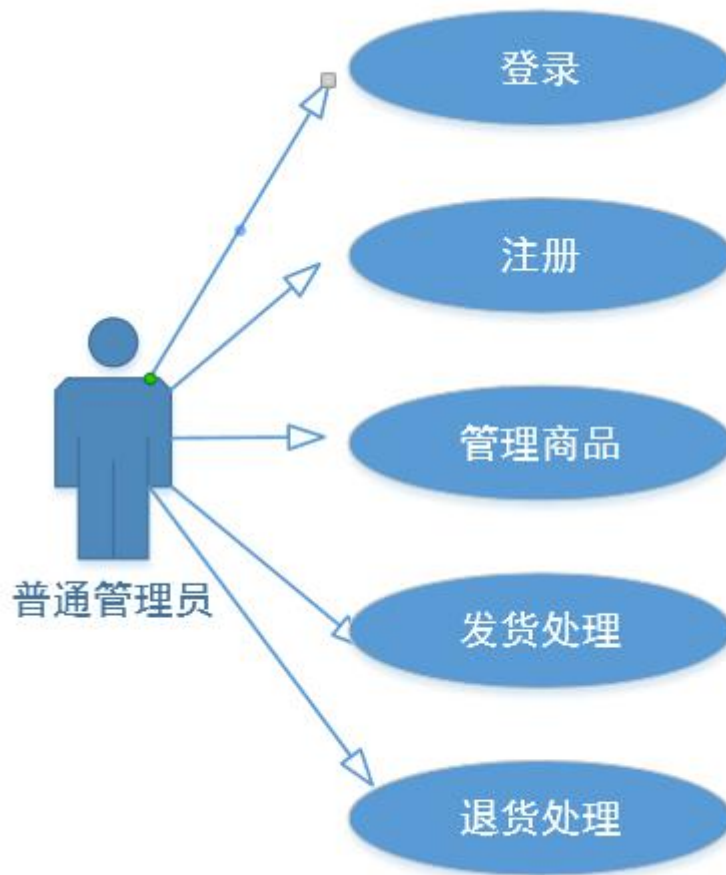 登录
注册
管理商品
普通管理员
发货处理
退货处理